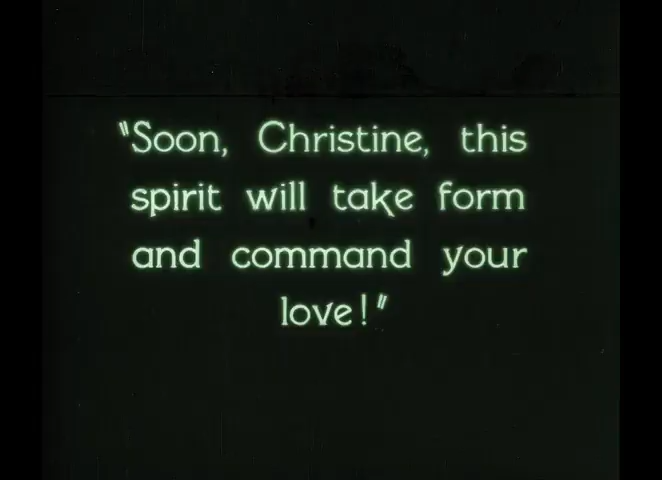 "Soon, Christine, this
spirit will take form
and command your
love!"